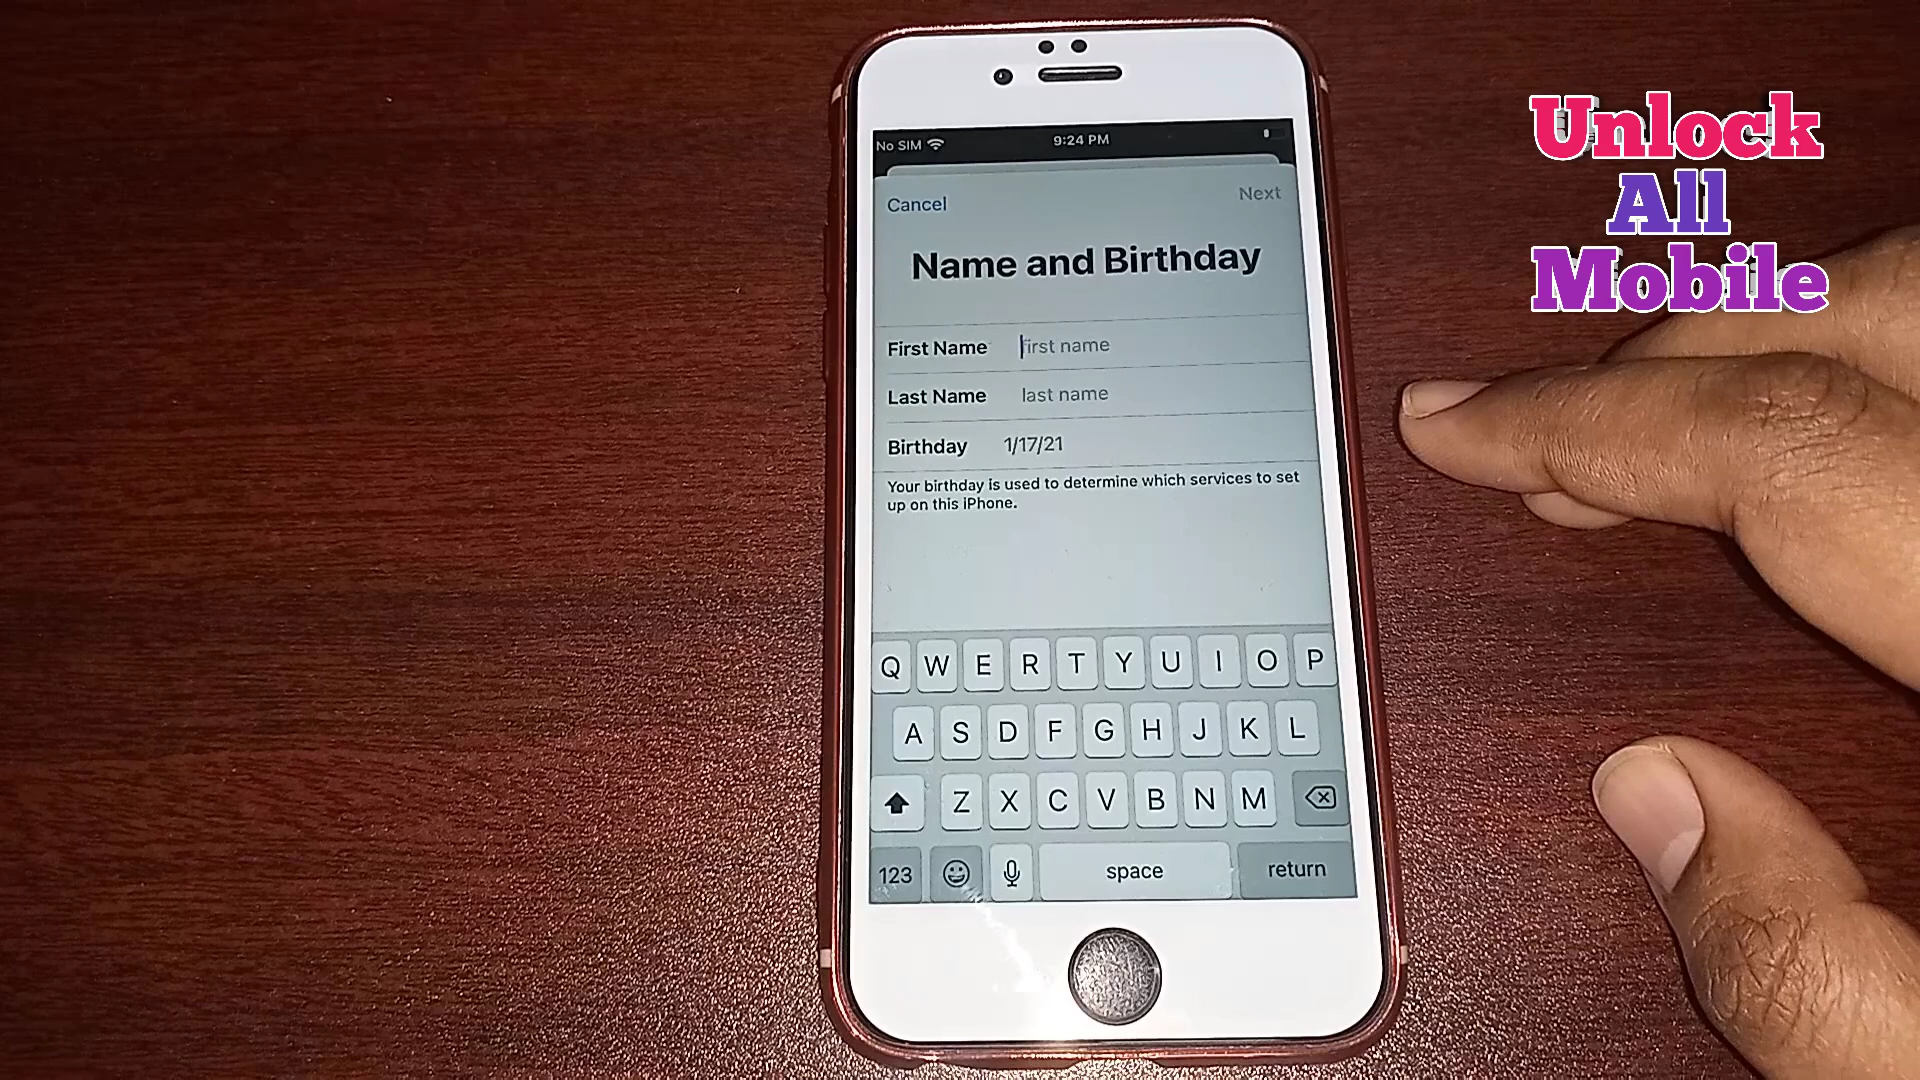 No SIM 9:24 PM
Cancel Next
Name and Birthday
First Name first name
Last Name last name
Birthday 1/17/21
Your birthday is used to determine which services to set
up on this iPhone.
Q W E R T Y U I O P
A S D F G H J K L
Z X C V B N M
123 space return
Unlock
All
Mobile